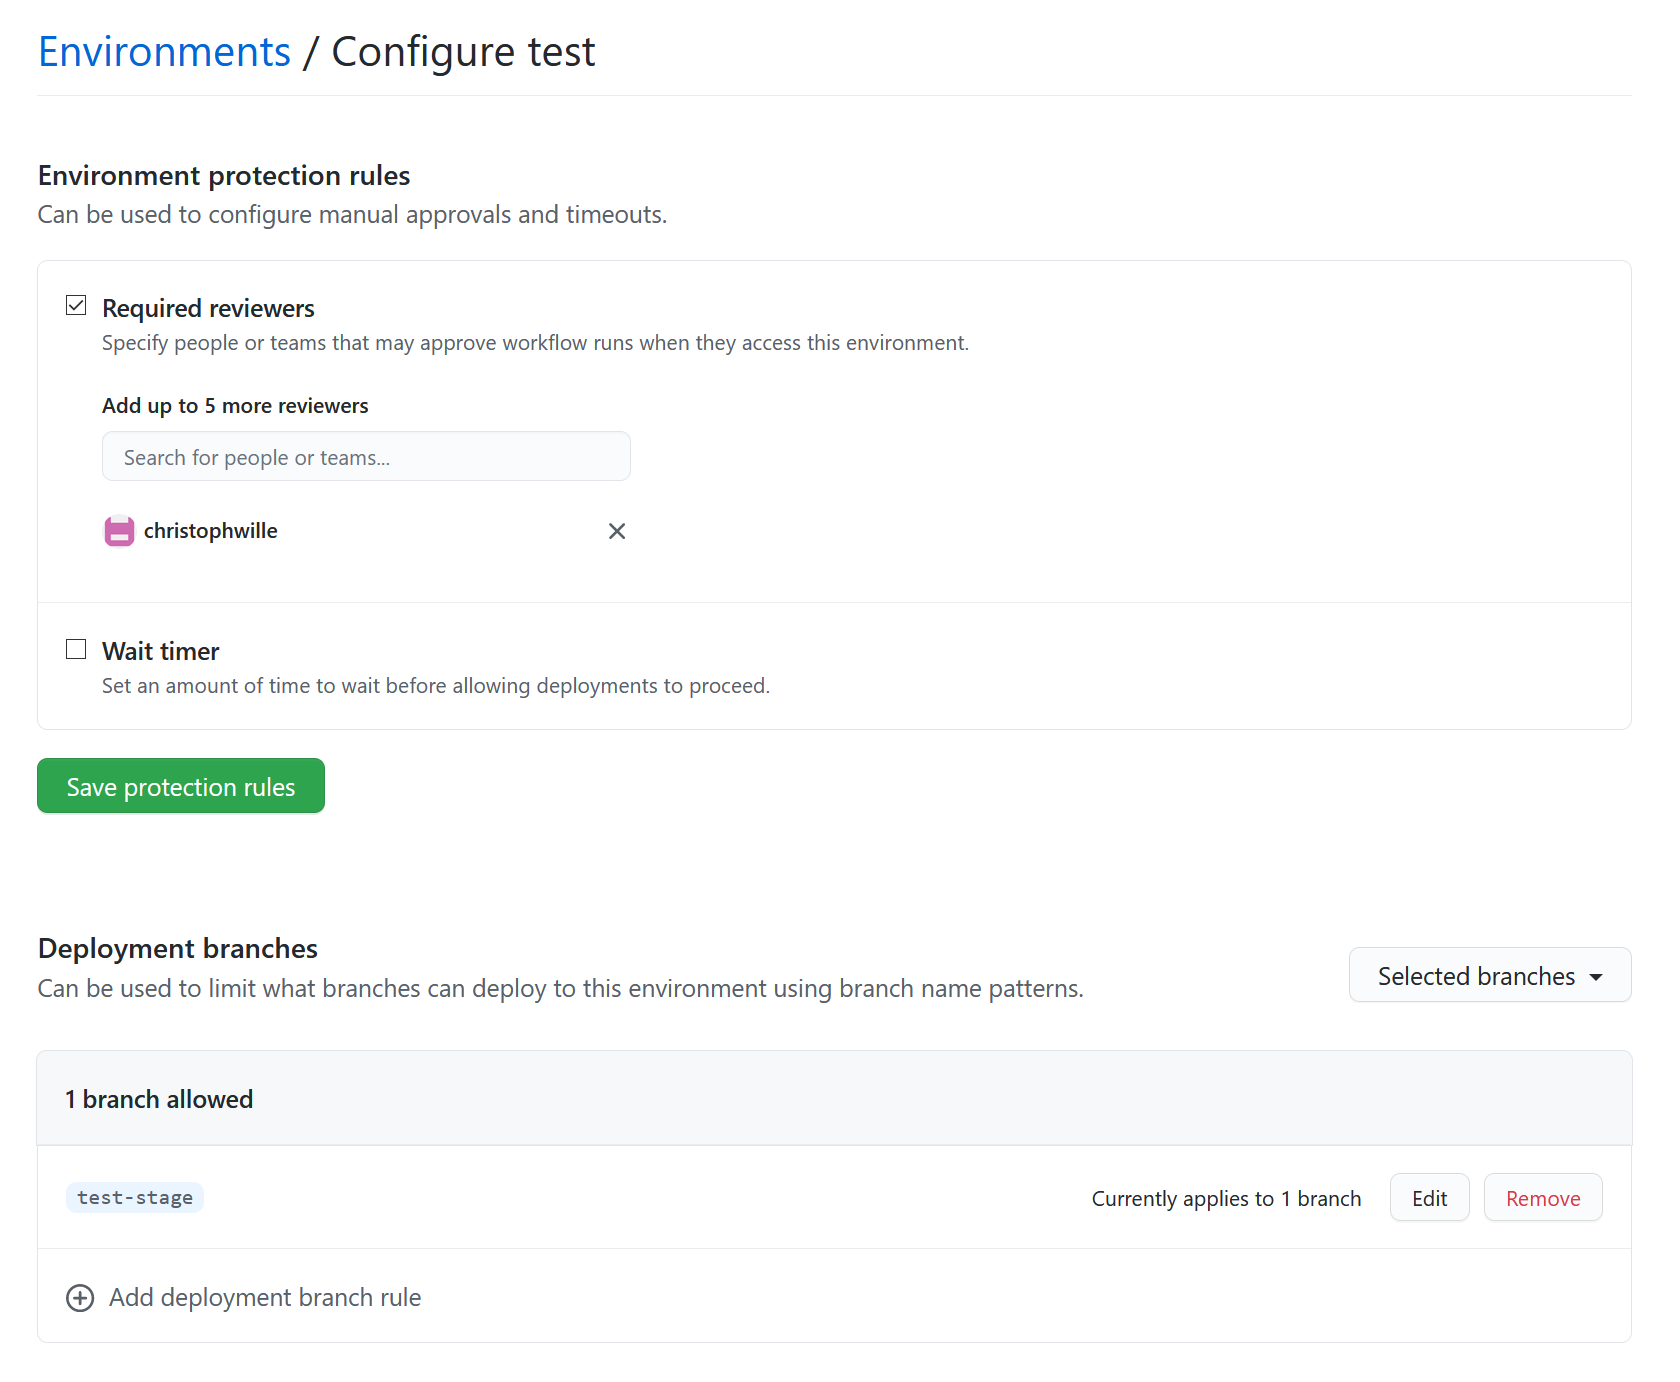 Environments / Configure test
Environment protection rules
Can be used to configure manual approvals and timeouts.
Required reviewers
Specify people or teams that may approve workflow runs when they access this environment.
Add up to 5 more reviewers
Search for people or teams...
christophwille
Wait timer
Set an amount of time to wait before allowing deployments to proceed.
Save protection rules
Deployment branches
Can be used to limit what branches can deploy to this environment using branch name patterns.
Selected branches
1 branch allowed
test-stage
Currently applies to 1 branch
Edit
Remove
Add deployment branch rule